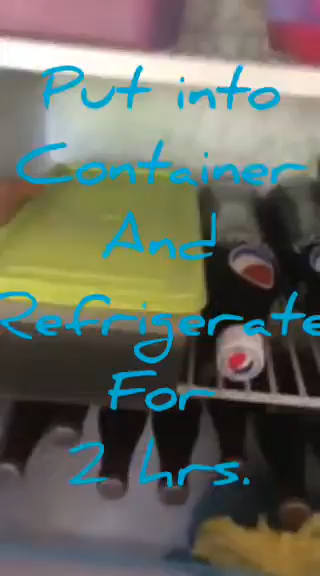 Put into
Container
And
Refrigerate
For
2 hrs.